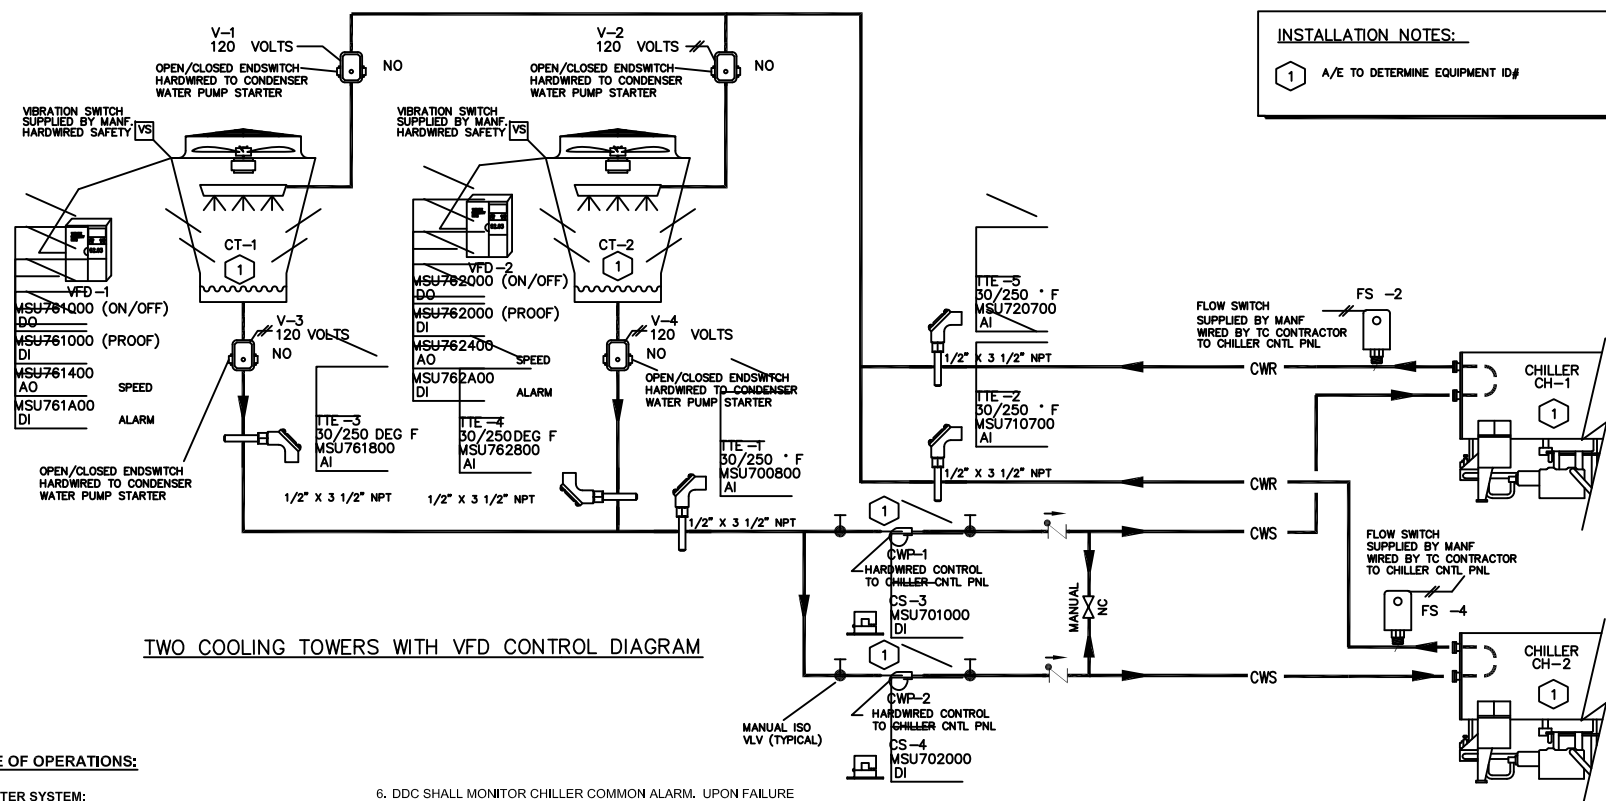 V-1
120 VOLTS
OPEN/CLOSED ENDSWITCH
HARDWIRED TO CONDENSER
WATER PUMP STARTER
NO
V-2
120 VOLTS
OPEN/CLOSED ENDSWITCH
HARDWIRED TO CONDENSER
WATER PUMP STARTER
NO
INSTALLATION NOTES:
1 A/E TO DETERMINE EQUIPMENT ID#
VIBRATION SWITCH
SUPPLIED BY MANF.
HARDWIRED SAFETY
VS
VIBRATION SWITCH
SUPPLIED BY MANF.
HARDWIRED SAFETY
VS
CT-1
1
CT-2
1
VFD-1
MSU761000 (ON/OFF)
DO
MSU761000 (PROOF)
DI
MSU761400
AO SPEED
MSU761A00
DI ALARM
VFD-2
MSU762000 (ON/OFF)
DO
MSU762000 (PROOF)
DI
MSU762400
AO SPEED
MSU762A00
DI ALARM
V-3
120 VOLTS
NO
V-4
120 VOLTS
NO
OPEN/CLOSED ENDSWITCH
HARDWIRED TO CONDENSER
WATER PUMP STARTER
OPEN/CLOSED ENDSWITCH
HARDWIRED TO CONDENSER
WATER PUMP STARTER
TTE-3
30/250 DEG F
MSU761800
AI
1/2" X 3 1/2" NPT
TTE-4
30/250 DEG F
MSU762800
AI
1/2" X 3 1/2" NPT
TTE-1
30/250 ° F
MSU700800
AI
1/2" X 3 1/2" NPT
TTE-5
30/250 ° F
MSU720700
AI
1/2" X 3 1/2" NPT
TTE-2
30/250 ° F
MSU710700
AI
1/2" X 3 1/2" NPT
FS -2
FLOW SWITCH
SUPPLIED BY MANF
WIRED BY TC CONTRACTOR
TO CHILLER CNTL PNL
CWR
CHILLER
CH-1
1
CWR
CWS
FLOW SWITCH
SUPPLIED BY MANF
WIRED BY TC CONTRACTOR
TO CHILLER CNTL PNL
FS -4
1
CWP-1
HARDWIRED CONTROL
TO CHILLER CNTL PNL
CS-3
MSU701000
DI
MANUAL
NC
TWO COOLING TOWERS WITH VFD CONTROL DIAGRAM
CHILLER
CH-2
1
CWS
1
CWP-2
HARDWIRED CONTROL
TO CHILLER CNTL PNL
CS-4
MSU702000
DI
MANUAL ISO
VLV (TYPICAL)
E OF OPERATIONS:
TER SYSTEM:
6. DDC SHALL MONITOR CHILLER COMMON ALARM. UPON FAILURE